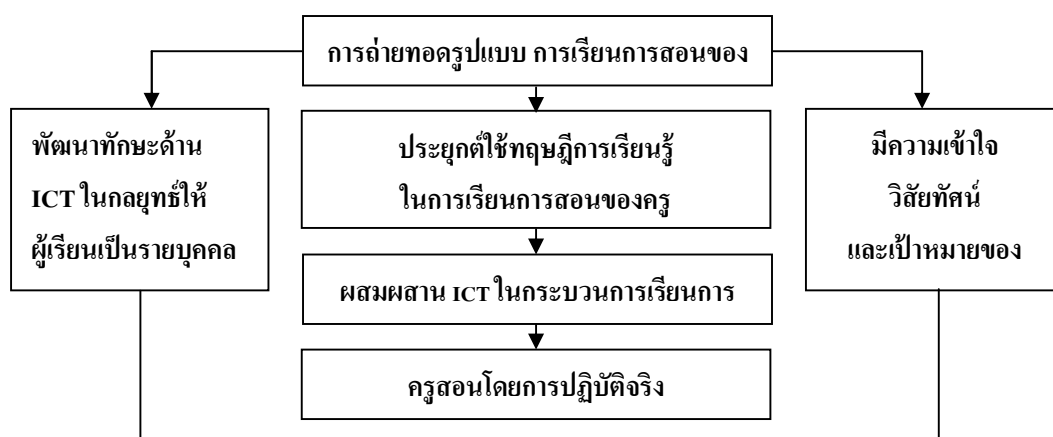 การถ่ายทอดรูปแบบ การเรียนการสอนของ
พัฒนาทักษะด้าน
ICT ในกลยุทธ์ให้
ผู้เรียนเป็นรายบุคคล
ประยุกต์ใช้ทฤษฎีการเรียนรู้
ในการเรียนการสอนของครู
มีความเข้าใจ
วิสัยทัศน์
และเป้าหมายของ
ผสมผสาน ICT ในกระบวนการเรียนการ
ครูสอนโดยการปฏิบัติจริง